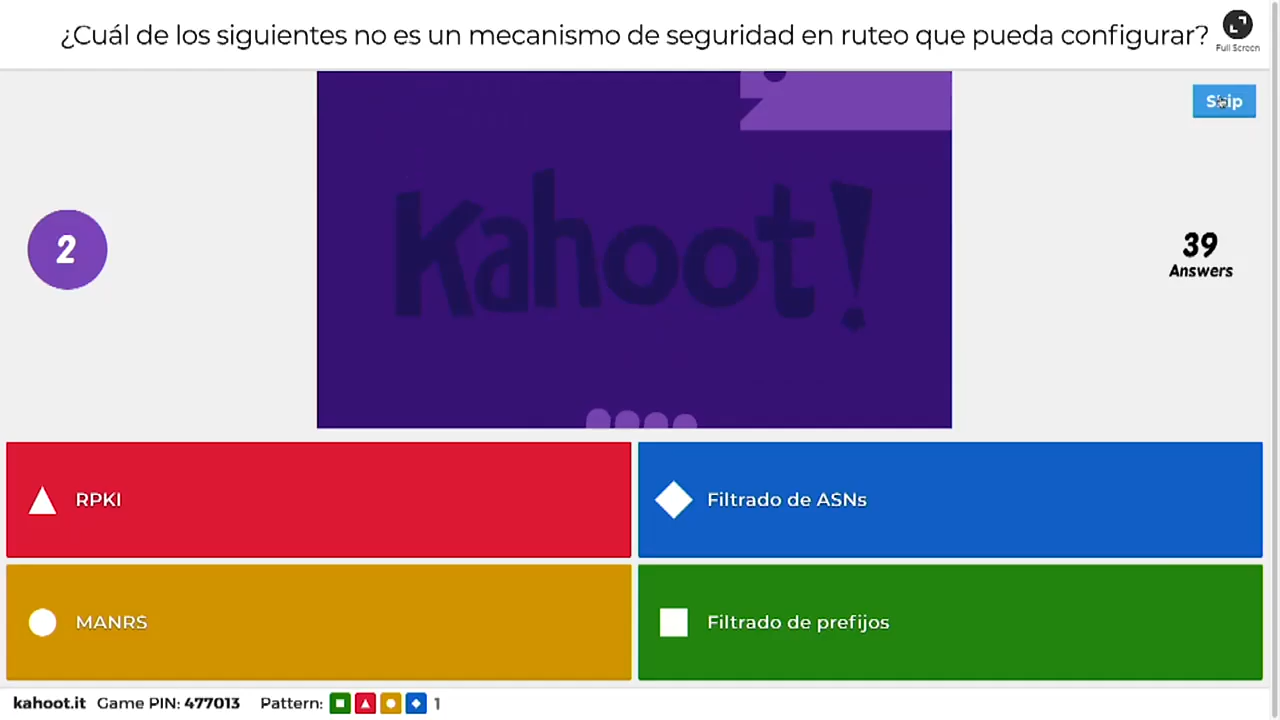 ¿Cuál de los siguientes no es un mecanismo de seguridad en ruteo que pueda configurar?
Full Screen
Skip
Kahoot!
2
39
Answers
RPKI
Filtrado de ASNs
MANRS
Filtrado de prefijos
kahoot.it Game PIN: 477013 Pattern: 1